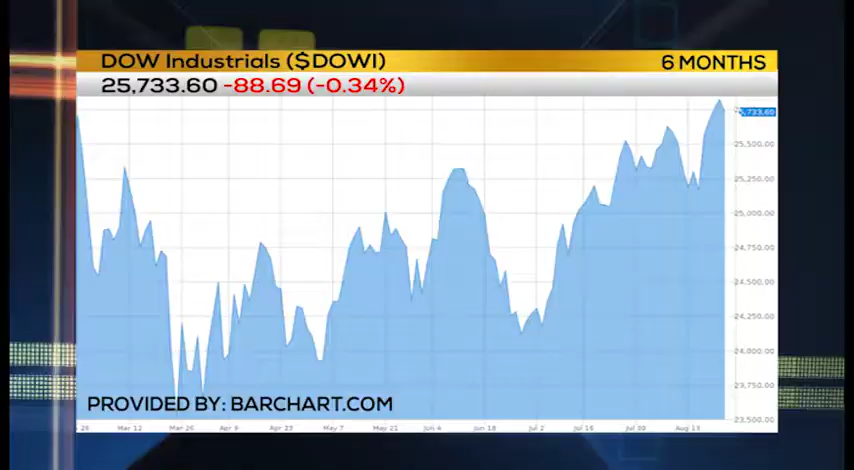 DOW Industrials ($DOWI)
6 MONTHS
25,733.60 -88.69 (-0.34%)
25,500.00
25,250.00
25,000.00
24,750.00
24,500.00
24,250.00
24,000.00
23,750.00
23,500.00
PROVIDED BY: BARCHART.COM
28 Mar 12 Mar 26 Apr 9 Apr 23 May 7 May 21 Jun 4 Jun 18 Jul 2 Jul 16 Jul 30 Aug 13